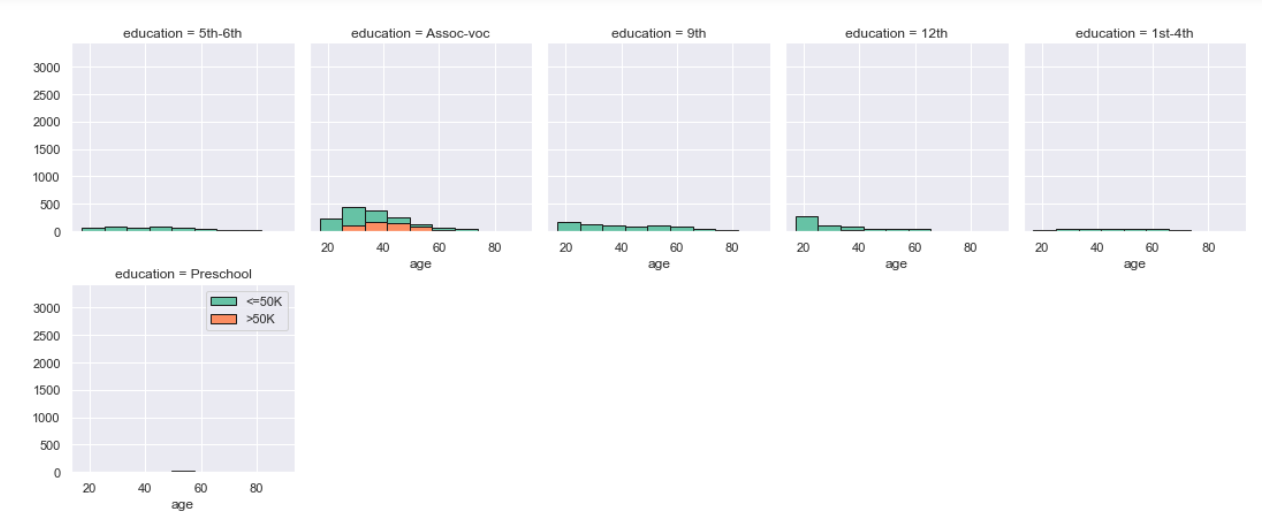 education = 5th-6th education = Assoc-voc education = 9th education = 12th education = 1st-4th
3000
2500
2000
1500
1000
500
0
20 40 60 80 20 40 60 80 20 40 60 80 20 40 60 80
age age age age
education = Preschool
<=50K
>50K
3000
2500
2000
1500
1000
500
0
20 40 60 80
age